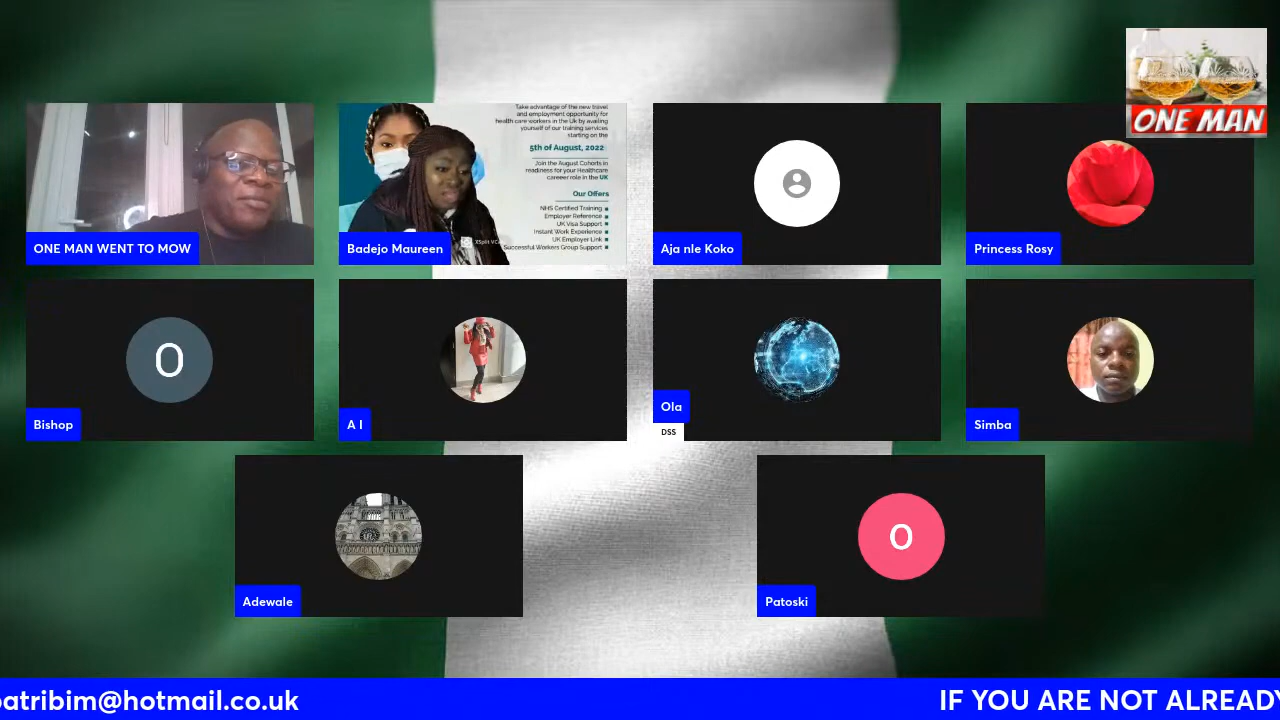 ONE MAN
Take advantage of the new travel
and employment opportunity for
health care workers in the Uk by availing
yourself of our training services
starting on the
5th of August, 2022
Join the August Cohorts in
readiness for your Healthcare
carreer role in the UK
Our Offers
NHS Certified Training
Employer Reference
UK Visa Support
Instant Work Experience
UK Employer Link
Successful Workers Group Support
XSplit VC
ONE MAN WENT TO MOW
Badejo Maureen
Aja nle Koko
Princess Rosy
O
Bishop
A I
Ola
DSS
Simba
Adewale
O
Patoski
patribim@hotmail.co.uk
IF YOU ARE NOT ALREADY